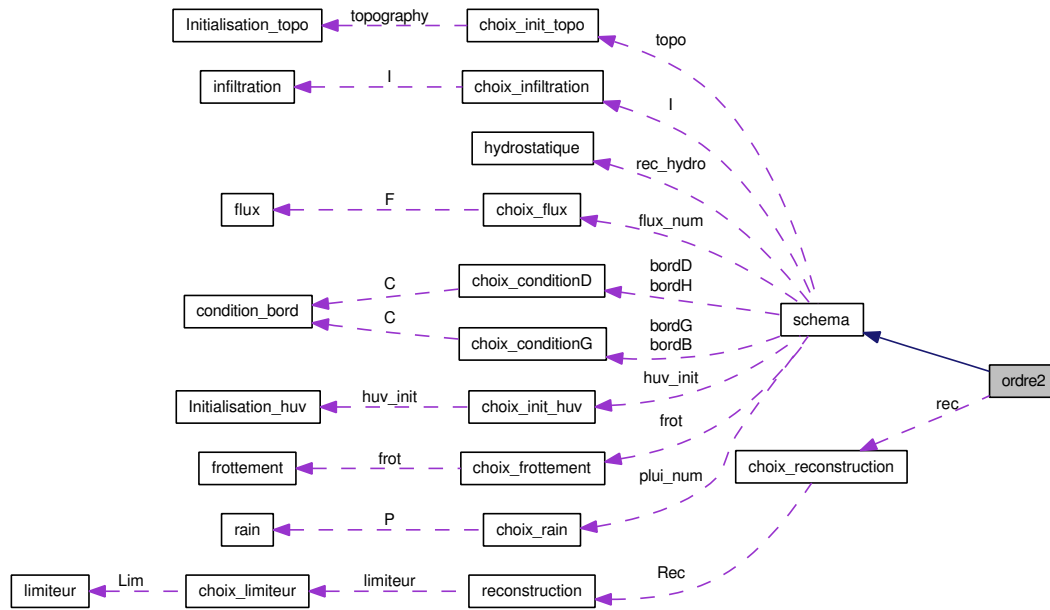 Initialisation_topo
topography
choix_init_topo
topo
infiltration
I
choix_infiltration
I
hydrostatique
rec_hydro
flux
F
choix_flux
flux_num
condition_bord
C
C
choix_conditionD
bordD
bordH
choix_conditionG
bordG
bordB
schema
ordre2
Initialisation_huv
huv_init
choix_init_huv
huv_init
rec
frottement
frot
choix_frottement
frot
choix_reconstruction
rain
P
choix_rain
plui_num
limiteur
Lim
choix_limiteur
limiteur
reconstruction
Rec